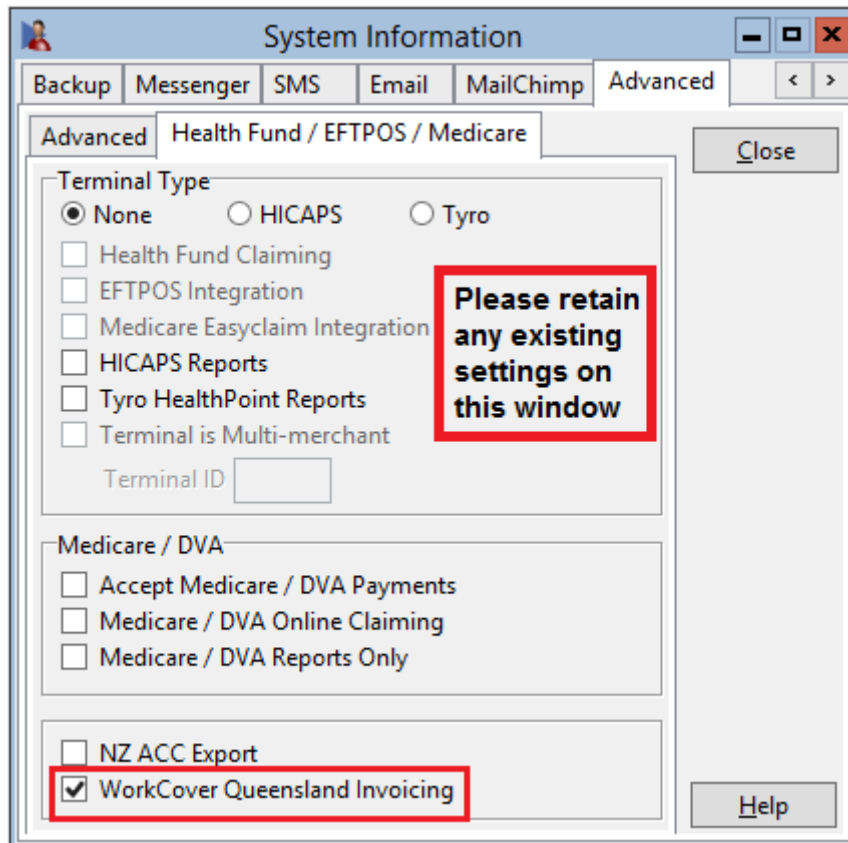 System Information
Backup Messenger SMS Email MailChimp Advanced < >
Advanced Health Fund / EFTPOS / Medicare
Close
Terminal Type
None HICAPS Tyro
Health Fund Claiming
EFTPOS Integration
Medicare Easyclaim Integration
HICAPS Reports
Tyro HealthPoint Reports
Terminal is Multi-merchant
Terminal ID
Please retain
any existing
settings on
this window
Medicare / DVA
Accept Medicare / DVA Payments
Medicare / DVA Online Claiming
Medicare / DVA Reports Only
NZ ACC Export
WorkCover Queensland Invoicing
Help